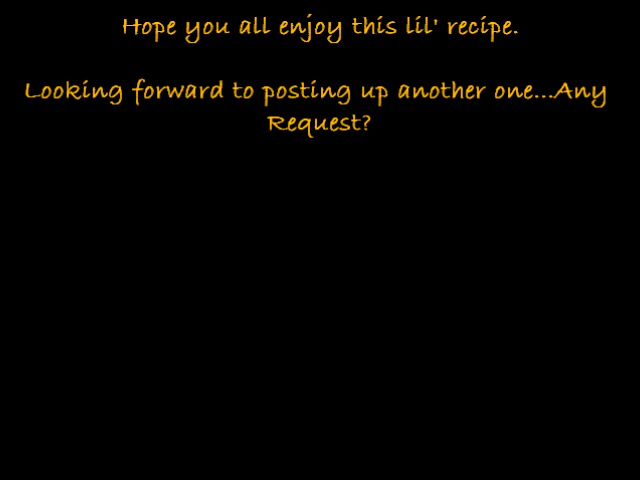 Hope you all enjoy this lil' recipe.
Looking forward to posting up another one...Any
Request?